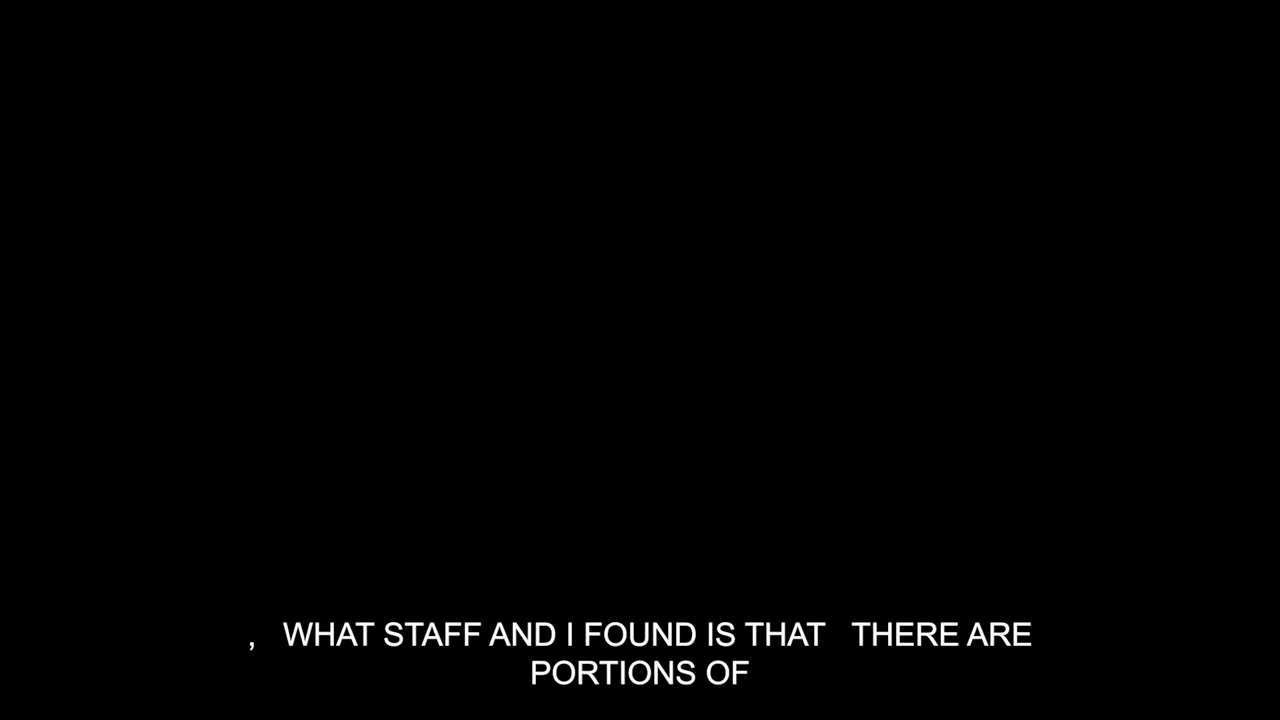 ,   WHAT STAFF AND I FOUND IS THAT   THERE ARE
PORTIONS OF